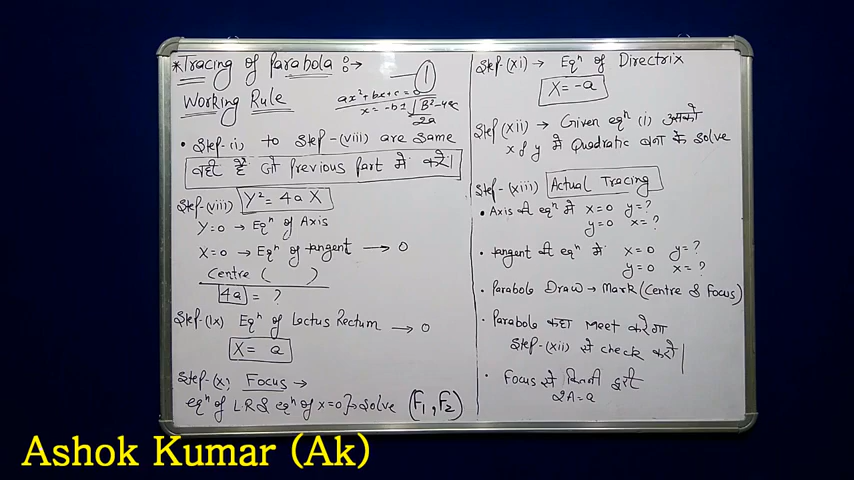 *Tracing of Parabola :→
①
Working Rule
ax²+bx+c=0
x = -b ± √B²-4ac
2a
• Step-(i) to Step-(viii) are same
वही है जो previous part में करे।
Step-(viii) Y² = 4a X
Y=0 → Eqⁿ of Axis
X=0 → Eqⁿ of tangent → 0
Centre ( )
4a = ?
Step-(ix) Eqⁿ of Lectus Rectum → 0
X = a
Step-(x) Focus →
eqⁿ of L.R & eqⁿ of x=0 }→ solve (F₁, F₂)
Step-(xi) → Eqⁿ of Directrix
X = -a
Step (xii) → Given eqⁿ (i) उसको
x & y में Quadratic बना के solve
Step-(xiii) Actual Tracing
• Axis की eqⁿ में x=0 y=?
y=0 x=?
• tangent की eqⁿ में x=0 y=?
y=0 x=?
• Parabola Draw → Mark (Centre & Focus)
• Parabola कहा Meet करेगा
Step-(xii) से check करो |
• Focus से कितनी दूरी
2A=a
Ashok Kumar (Ak)